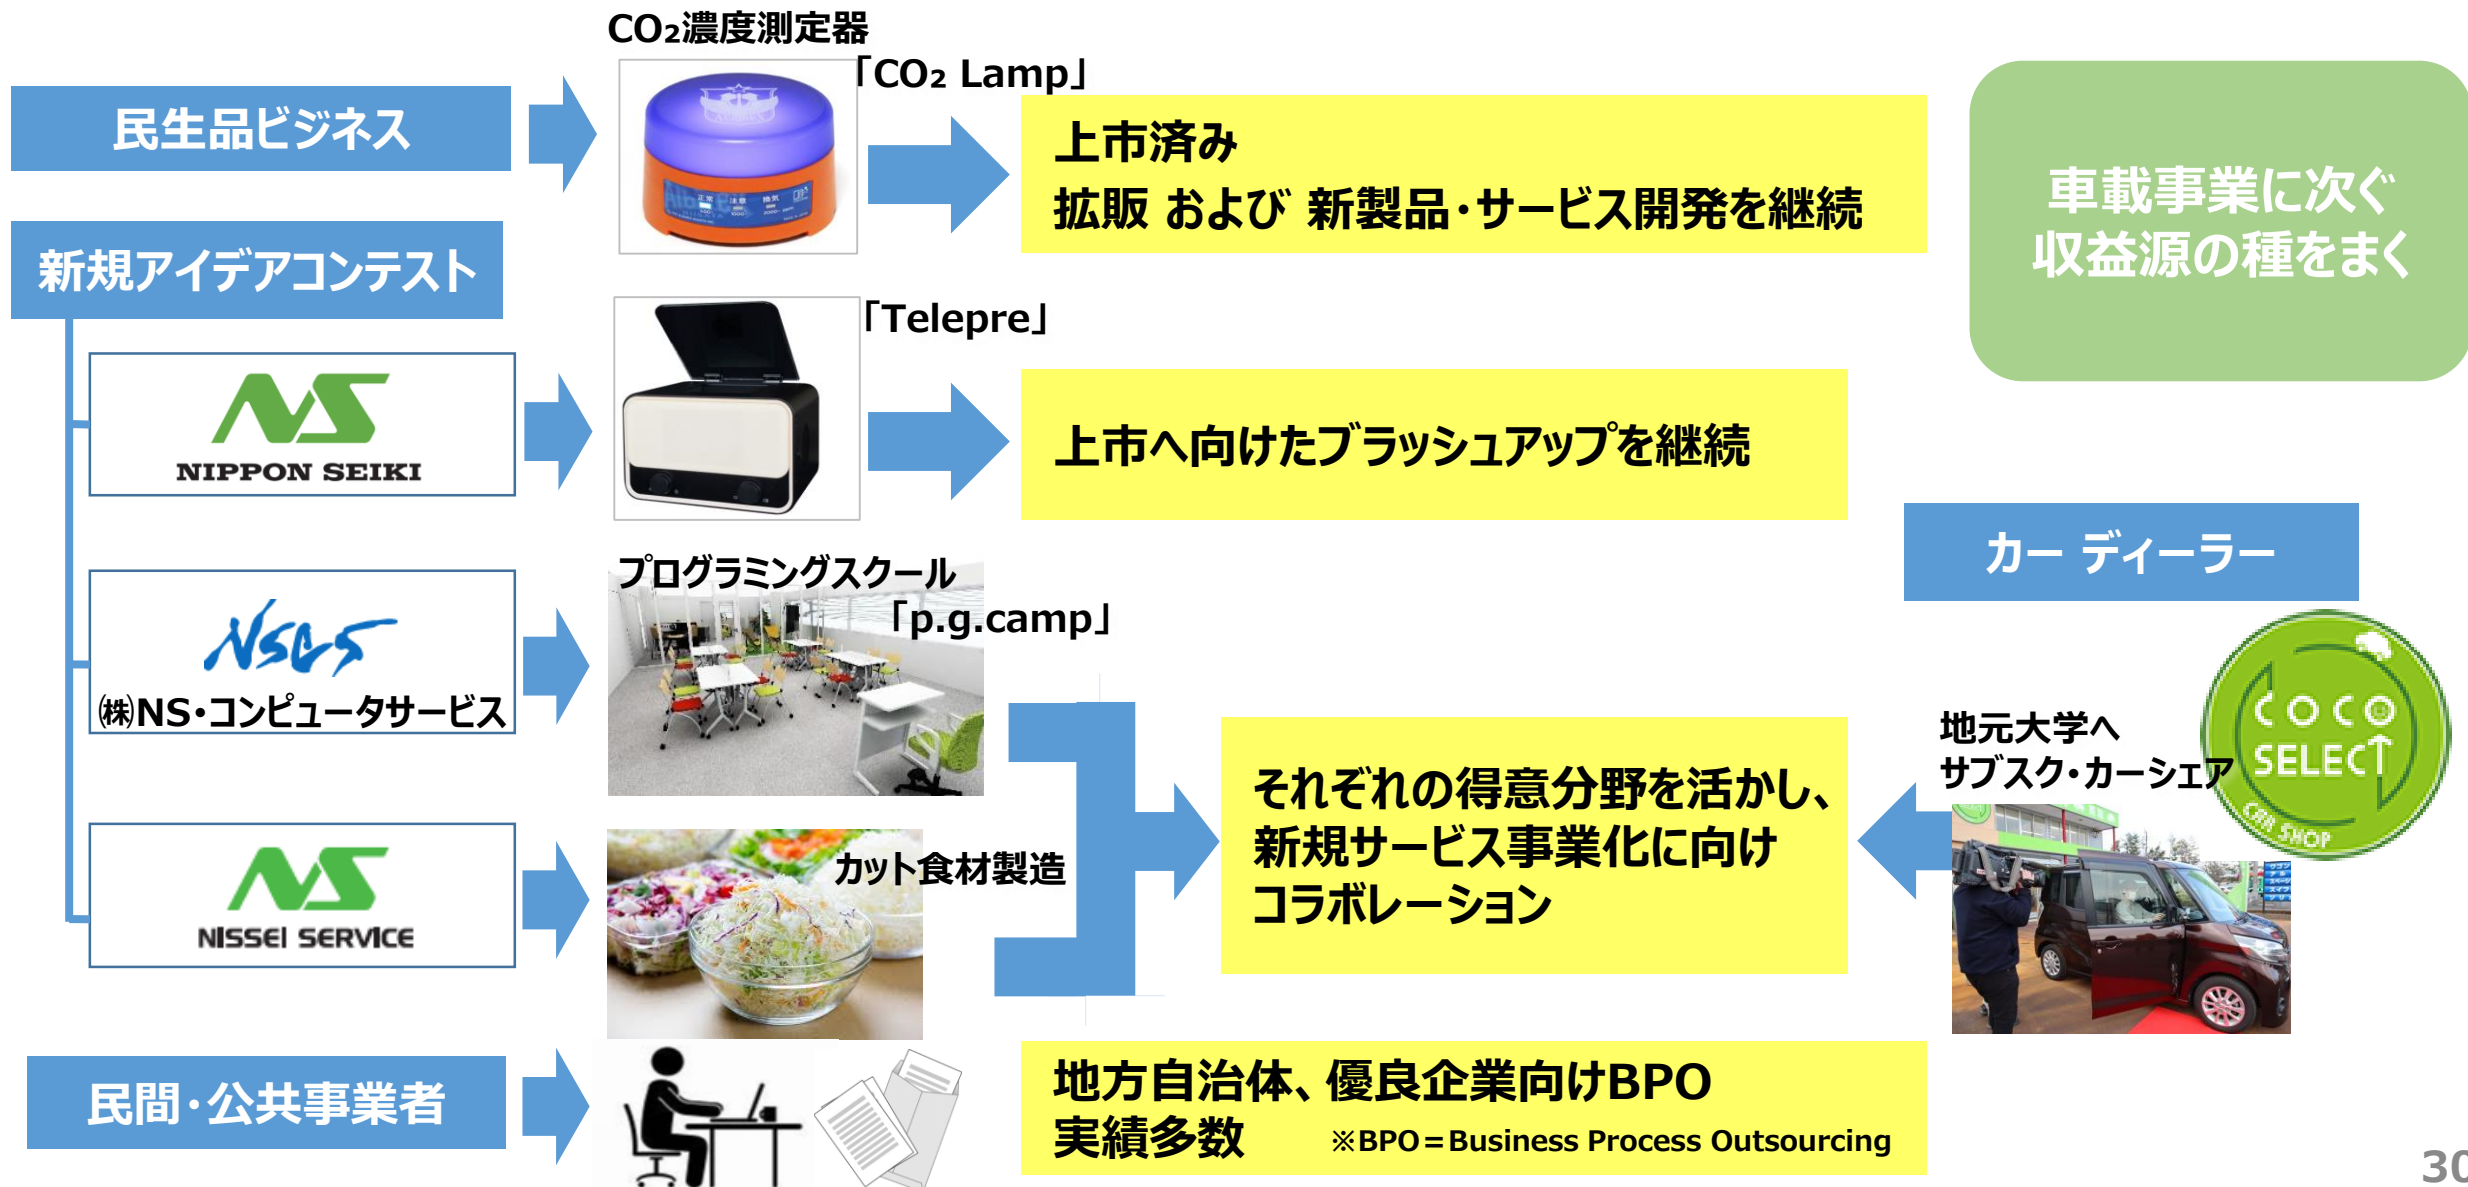 CO₂濃度測定器
「CO₂ Lamp」
民生品ビジネス
正常
注意
換気
上市済み
拡販 および 新製品・サービス開発を継続
車載事業に次ぐ
収益源の種をまく
新規アイデアコンテスト
「Telepre」
NS
NIPPON SEIKI
上市へ向けたブラッシュアップを継続
カー ディーラー
プログラミングスクール
「p.g.camp」
NSCS
㈱NS・コンピュータサービス
それぞれの得意分野を活かし、
新規サービス事業化に向け
コラボレーション
地元大学へ
サブスク・カーシェア
COCO
SELECT
CAR SHOP
NS
NISSEI SERVICE
カット食材製造
民間・公共事業者
地方自治体、優良企業向けBPO
実績多数
※BPO=Business Process Outsourcing
30